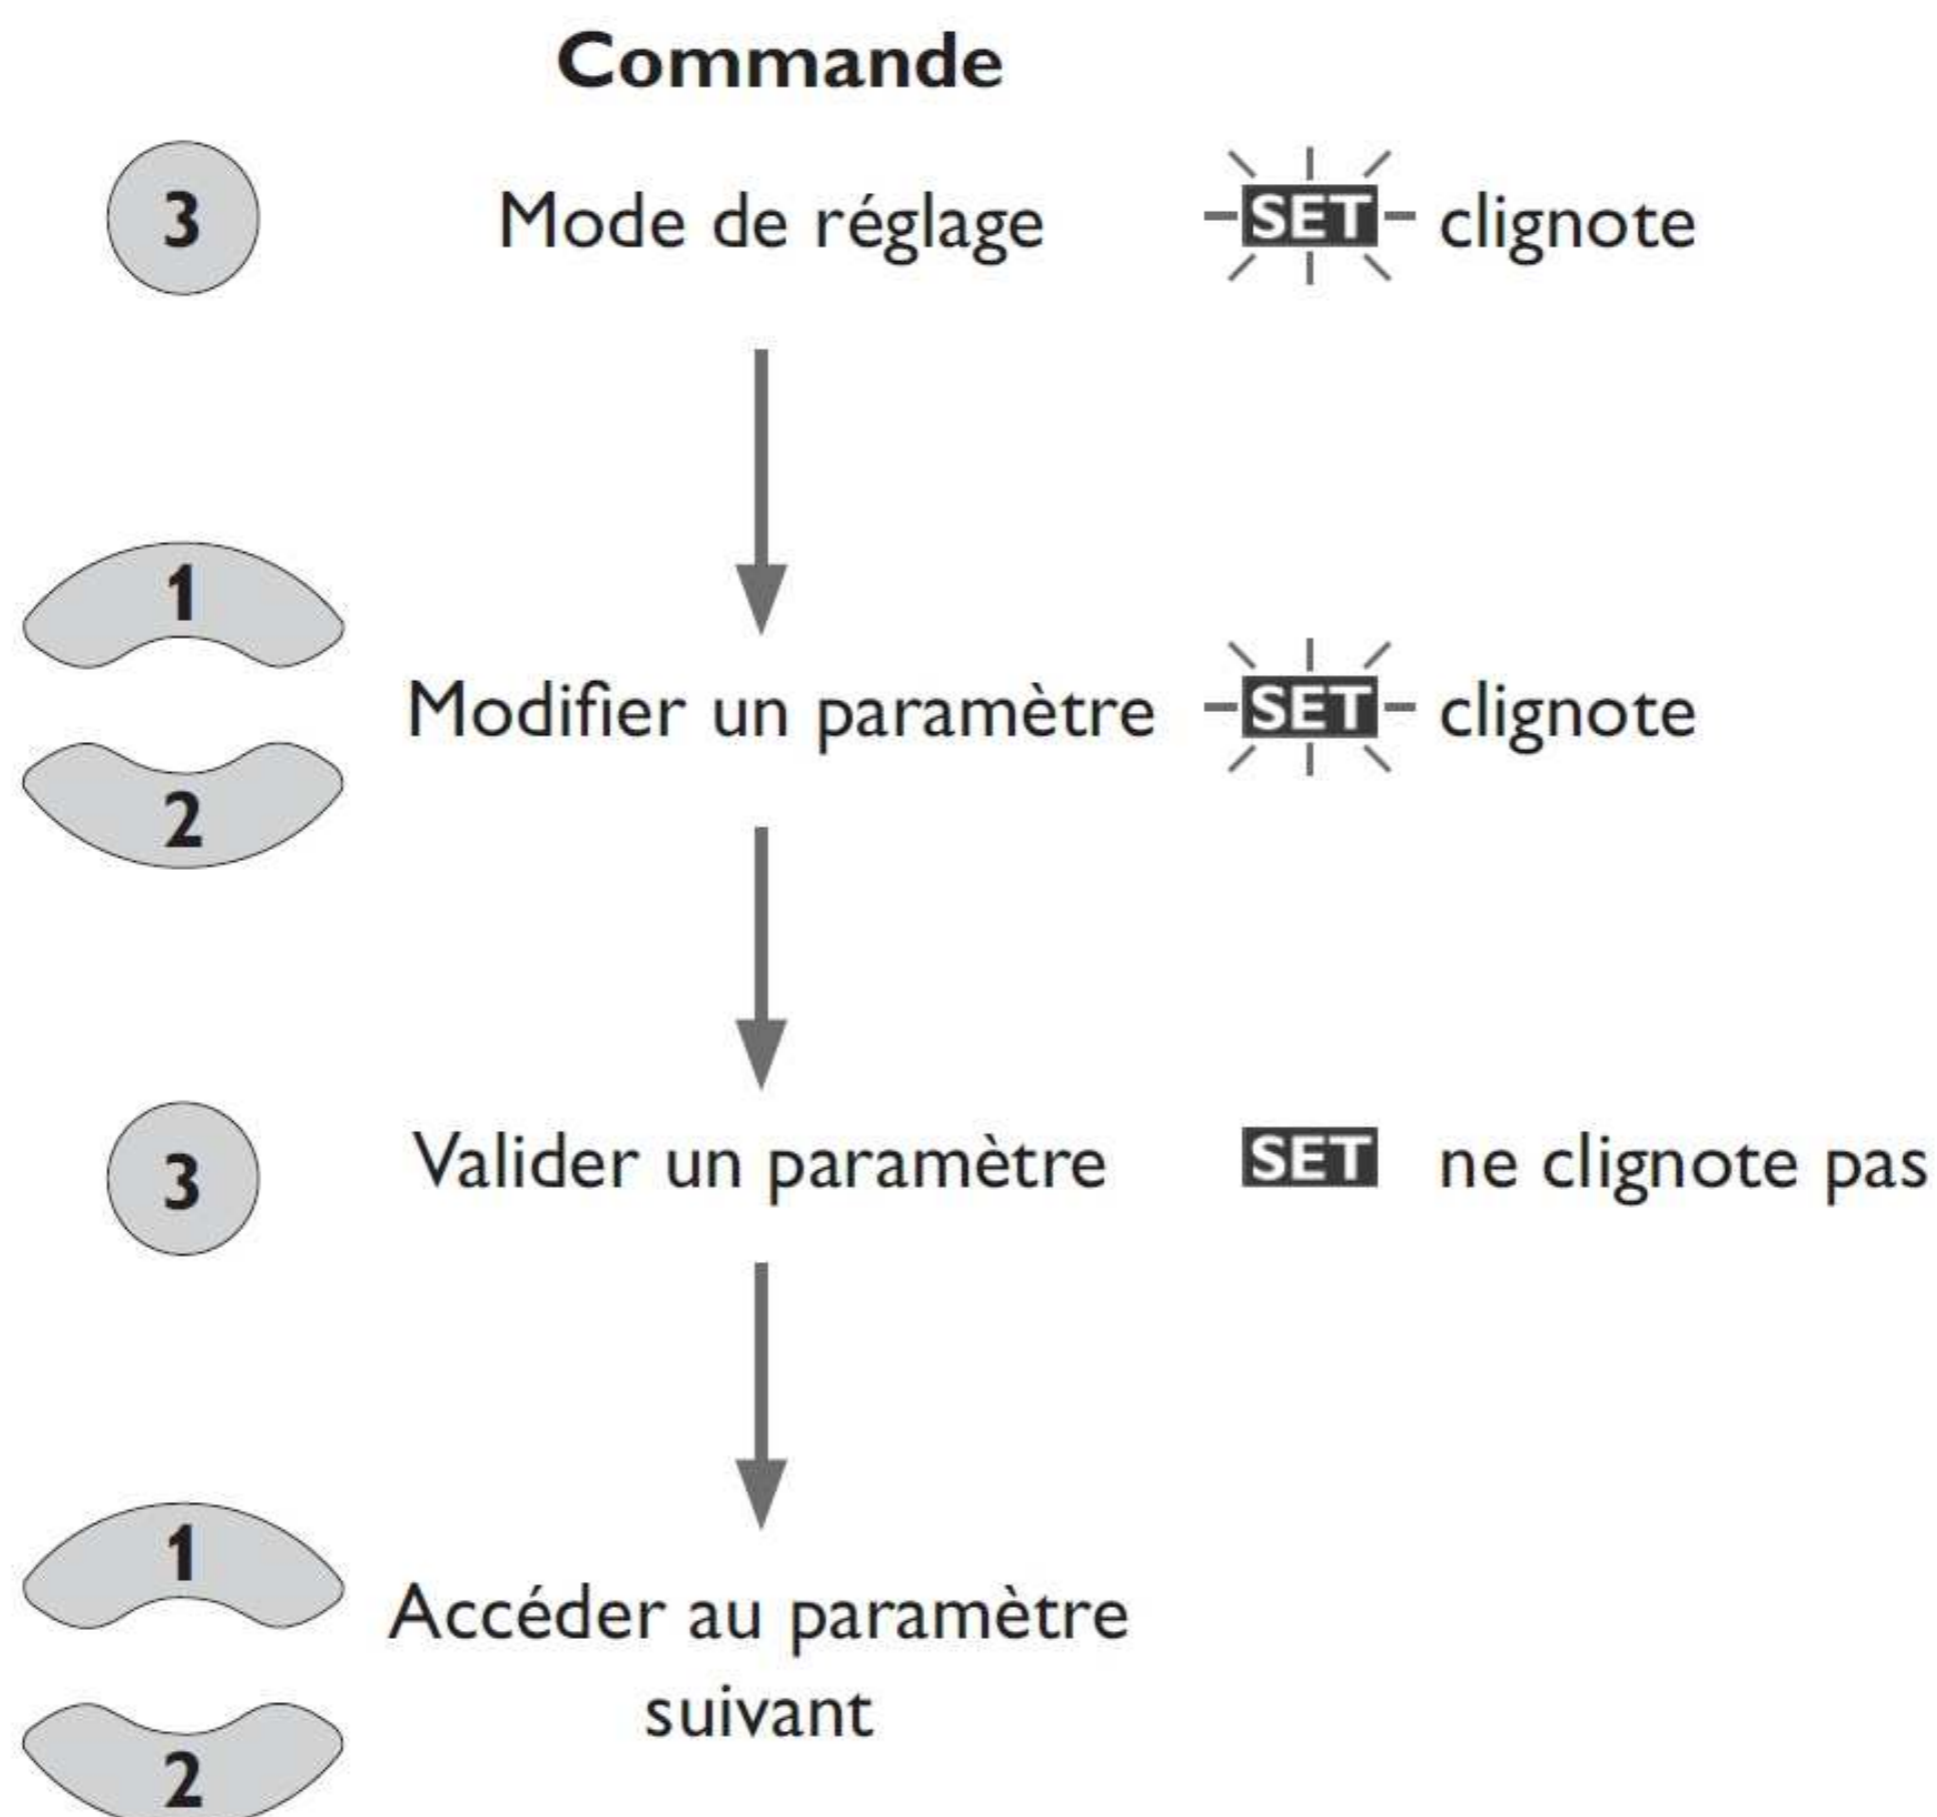 Commande
3 Mode de réglage SET clignote
1
Modifier un paramètre SET clignote
2
3 Valider un paramètre SET ne clignote pas
1
Accéder au paramètre
suivant
2